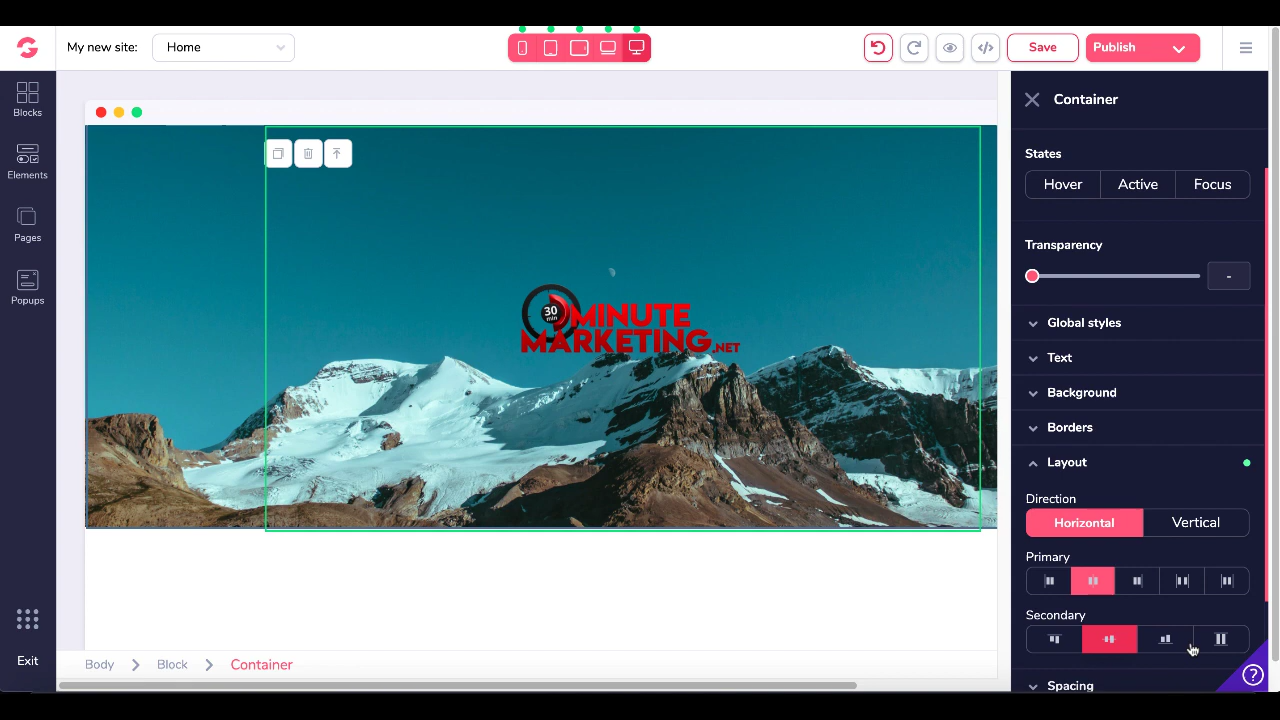 My new site:
Home
Save
Publish
Blocks
Elements
Pages
Popups
Exit
30
min
MINUTE
MARKETING.NET
Body
Block
Container
Container
States
Hover
Active
Focus
Transparency
-
Global styles
Text
Background
Borders
Layout
Direction
Horizontal
Vertical
Primary
Secondary
Spacing
?